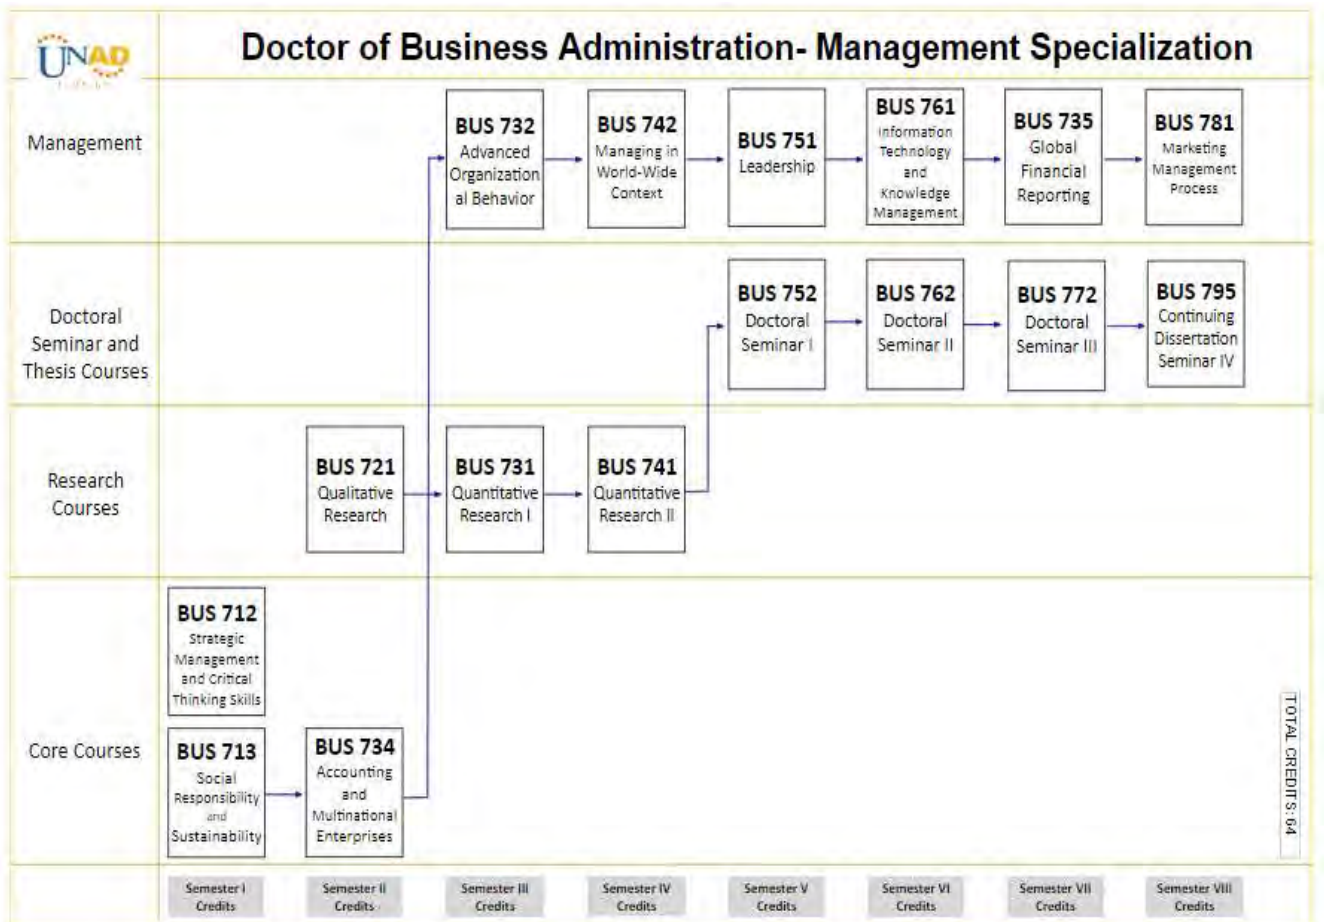 UNAD
Doctor of Business Administration- Management Specialization
Management
BUS 732
Advanced
Organization
al Behavior
BUS 742
Managing in
World-Wide
Context
BUS 751
Leadership
BUS 761
Information
Technology
and
Knowledge
Management
BUS 735
Global
Financial
Reporting
BUS 781
Marketing
Management
Process
Doctoral
Seminar and
Thesis Courses
BUS 752
Doctoral
Seminar I
BUS 762
Doctoral
Seminar II
BUS 772
Doctoral
Seminar III
BUS 795
Continuing
Dissertation
Seminar IV
Research
Courses
BUS 721
Qualitative
Research
BUS 731
Quantitative
Research I
BUS 741
Quantitative
Research II
Core Courses
BUS 712
Strategic
Management
and Critical
Thinking Skills
BUS 713
Social
Responsibility
and
Sustainability
BUS 734
Accounting
and
Multinational
Enterprises
TOTAL CREDITS: 64
Semester I
Credits
Semester II
Credits
Semester III
Credits
Semester IV
Credits
Semester V
Credits
Semester VI
Credits
Semester VII
Credits
Semester VIII
Credits